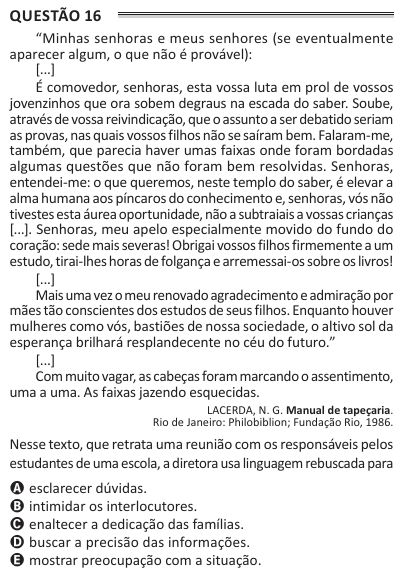 QUESTÃO 16
“Minhas senhoras e meus senhores (se eventualmente
aparecer algum, o que não é provável):
[...]
É comovedor, senhoras, esta vossa luta em prol de vossos
jovenzinhos que ora sobem degraus na escada do saber. Soube,
através de vossa reivindicação, que o assunto a ser debatido seriam
as provas, nas quais vossos filhos não se saíram bem. Falaram-me,
também, que parecia haver umas faixas onde foram bordadas
algumas questões que não foram bem resolvidas. Senhoras,
entendei-me: o que queremos, neste templo do saber, é elevar a
alma humana aos píncaros do conhecimento e, senhoras, vós não
tivestes esta áurea oportunidade, não a subtraiais a vossas crianças
[...]. Senhoras, meu apelo especialmente movido do fundo do
coração: sede mais severas! Obrigai vossos filhos firmemente a um
estudo, tirai-lhes horas de folgança e arremessai-os sobre os livros!
[...]
Mais uma vez o meu renovado agradecimento e admiração por
mães tão conscientes dos estudos de seus filhos. Enquanto houver
mulheres como vós, bastiões de nossa sociedade, o altivo sol da
esperança brilhará resplandecente no céu do futuro.”
[...]
Com muito vagar, as cabeças foram marcando o assentimento,
uma a uma. As faixas jazendo esquecidas.
LACERDA, N. G. Manual de tapeçaria.
Rio de Janeiro: Philobiblion; Fundação Rio, 1986.
Nesse texto, que retrata uma reunião com os responsáveis pelos
estudantes de uma escola, a diretora usa linguagem rebuscada para
A esclarecer dúvidas.
B intimidar os interlocutores.
C enaltecer a dedicação das famílias.
D buscar a precisão das informações.
E mostrar preocupação com a situação.